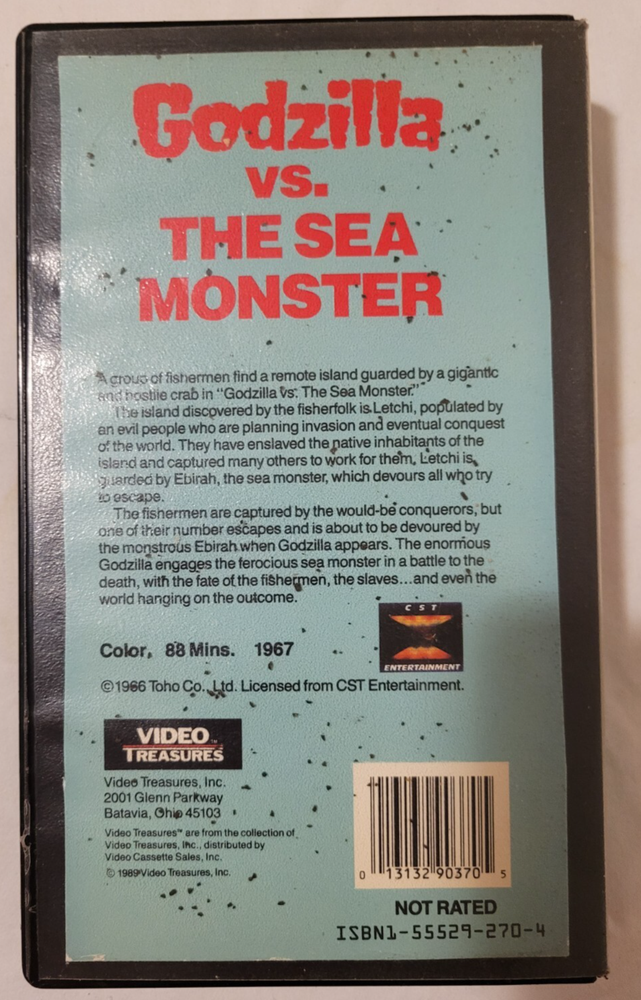 Godzilla
vs.
THE SEA
MONSTER
A group of fishermen find a remote island guarded by a gigantic
and hostile crab in "Godzilla Vs. The Sea Monster."
The island discovered by the fisherfolk is Letchi, populated by
an evil people who are planning invasion and eventual conquest
of the world. They have enslaved the native inhabitants of the
island and captured many others to work for them. Letchi is
guarded by Ebirah, the sea monster, which devours all who try
to escape.
The fishermen are captured by the would-be conquerors, but
one of their number escapes and is about to be devoured by
the monstrous Ebirah when Godzilla appears. The enormous
Godzilla engages the ferocious sea monster in a battle to the
death, with the fate of the fishermen, the slaves...and even the
world hanging on the outcome.
CST
ENTERTAINMENT
Color, 88 Mins. 1967
©1966 Toho Co., Ltd. Licensed from CST Entertainment.
VIDEO
TREASURES™
Video Treasures, Inc.
2001 Glenn Parkway
Batavia, Ohio 45103
Video Treasures™ are from the collection of
Video Treasures, Inc., distributed by
Video Cassette Sales, Inc.
© 1989 Video Treasures, Inc.
0 13132 90370 5
NOT RATED
ISBN1-55529-270-4